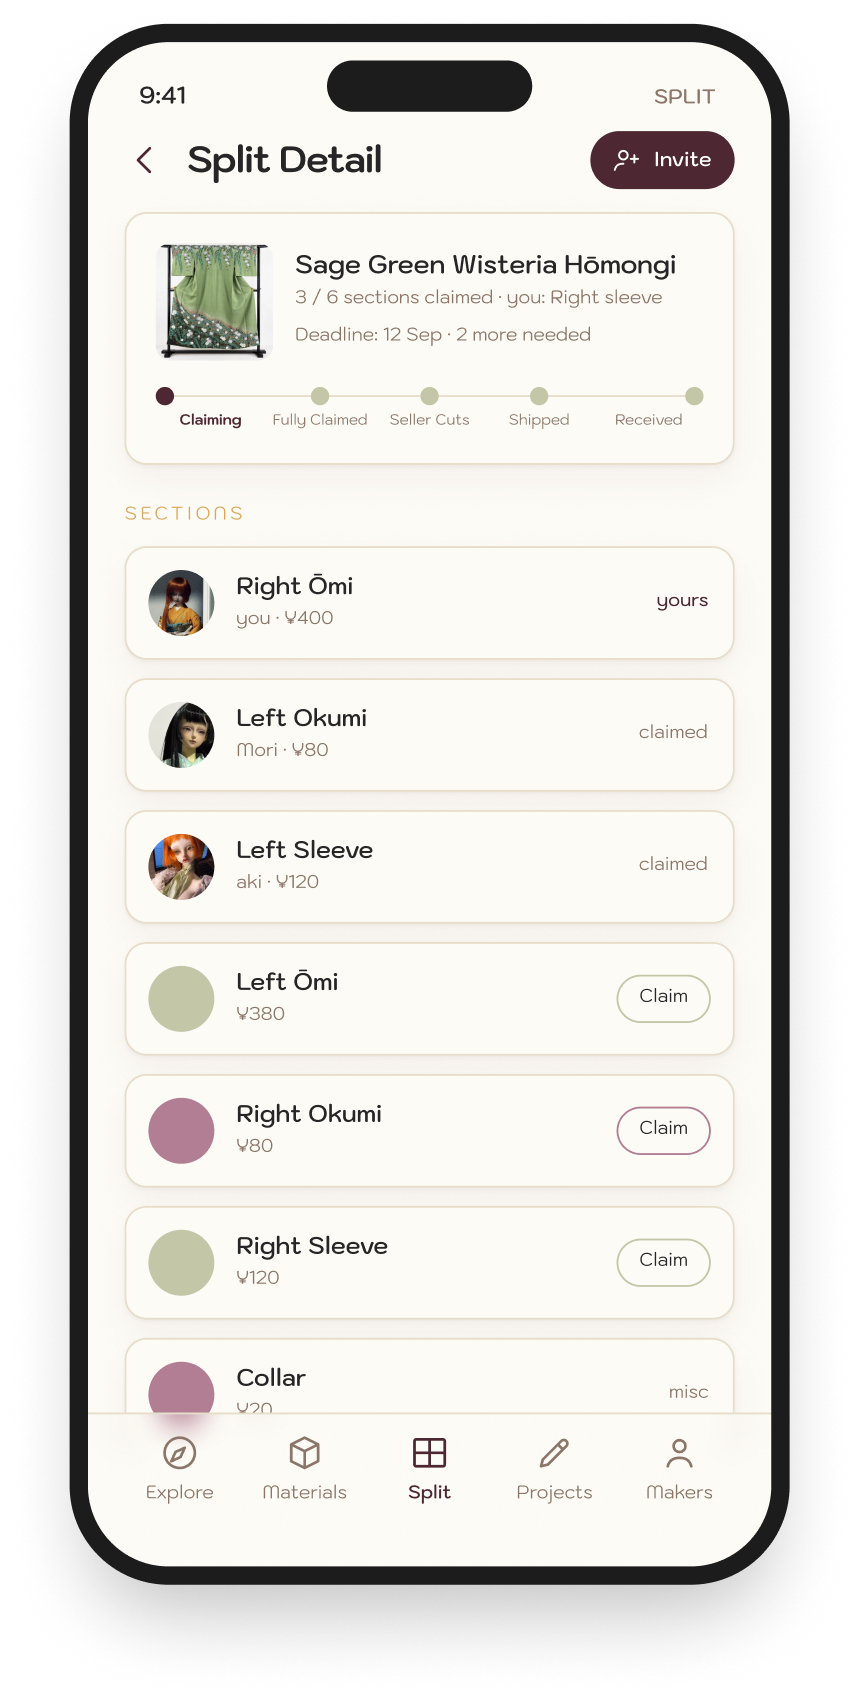 9:41
SPLIT
Split Detail
Invite
Sage Green Wisteria Hōmongi
3 / 6 sections claimed · you: Right sleeve
Deadline: 12 Sep · 2 more needed
Claiming
Fully Claimed
Seller Cuts
Shipped
Received
SECTIONS
Right Ōmi
you · ¥400
yours
Left Okumi
Mori · ¥80
claimed
Left Sleeve
aki · ¥120
claimed
Left Ōmi
¥380
Claim
Right Okumi
¥80
Claim
Right Sleeve
¥120
Claim
Collar
¥20
misc
Explore
Materials
Split
Projects
Makers